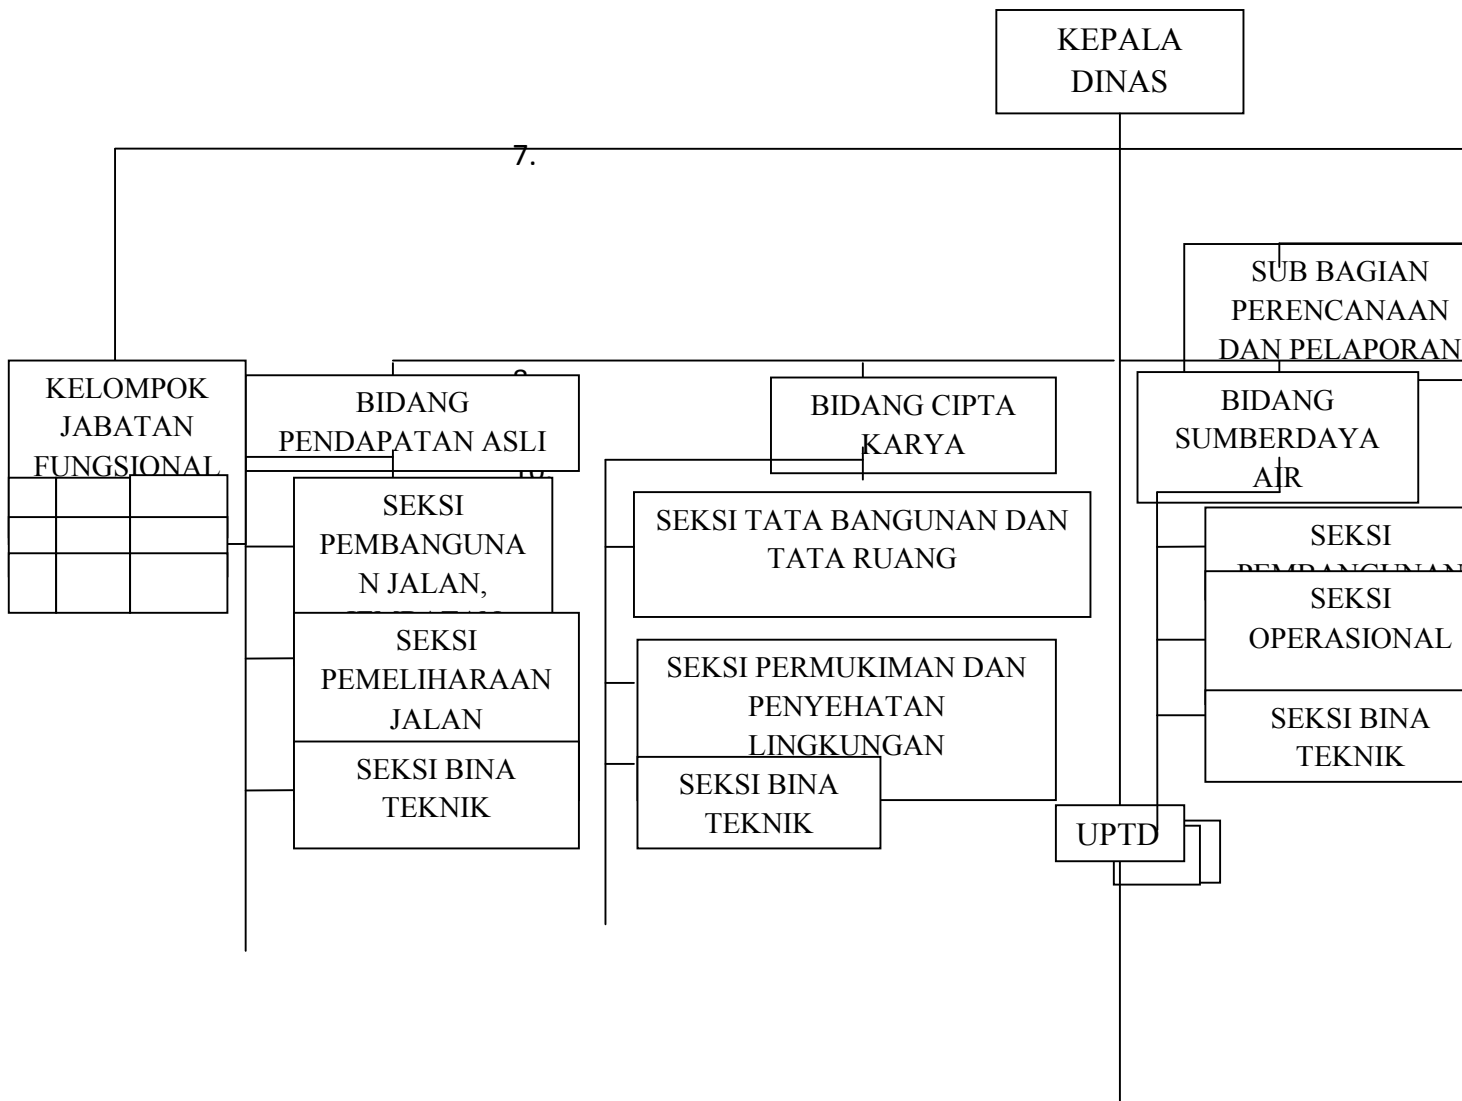 KEPALA
DINAS
7.
SUB BAGIAN
PERENCANAAN
DAN PELAPORAN
KELOMPOK
JABATAN
FUNGSIONAL
BIDANG
PENDAPATAN ASLI
BIDANG CIPTA
KARYA
BIDANG
SUMBERDAYA
AIR
SEKSI
PEMBANGUNA
N JALAN,
SEKSI
PEMELIHARAAN
JALAN
SEKSI BINA
TEKNIK
SEKSI TATA BANGUNAN DAN
TATA RUANG
SEKSI PERMUKIMAN DAN
PENYEHATAN
LINGKUNGAN
SEKSI BINA
TEKNIK
SEKSI
PEMBANGUNAN
SEKSI
OPERASIONAL
SEKSI BINA
TEKNIK
UPTD